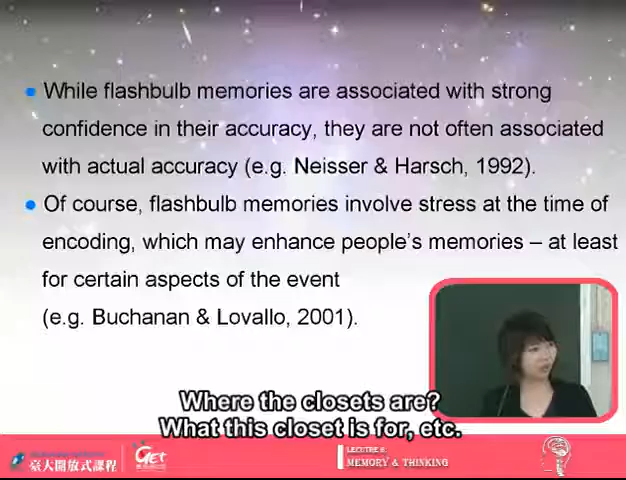 While flashbulb memories are associated with strong
confidence in their accuracy, they are not often associated
with actual accuracy (e.g. Neisser & Harsch, 1992).
Of course, flashbulb memories involve stress at the time of
encoding, which may enhance people's memories – at least
for certain aspects of the event
(e.g. Buchanan & Lovallo, 2001).
Where the closets are?
What this closet is for, etc.
臺大開放式課程
GET
LECTURE 8:
MEMORY & THINKING